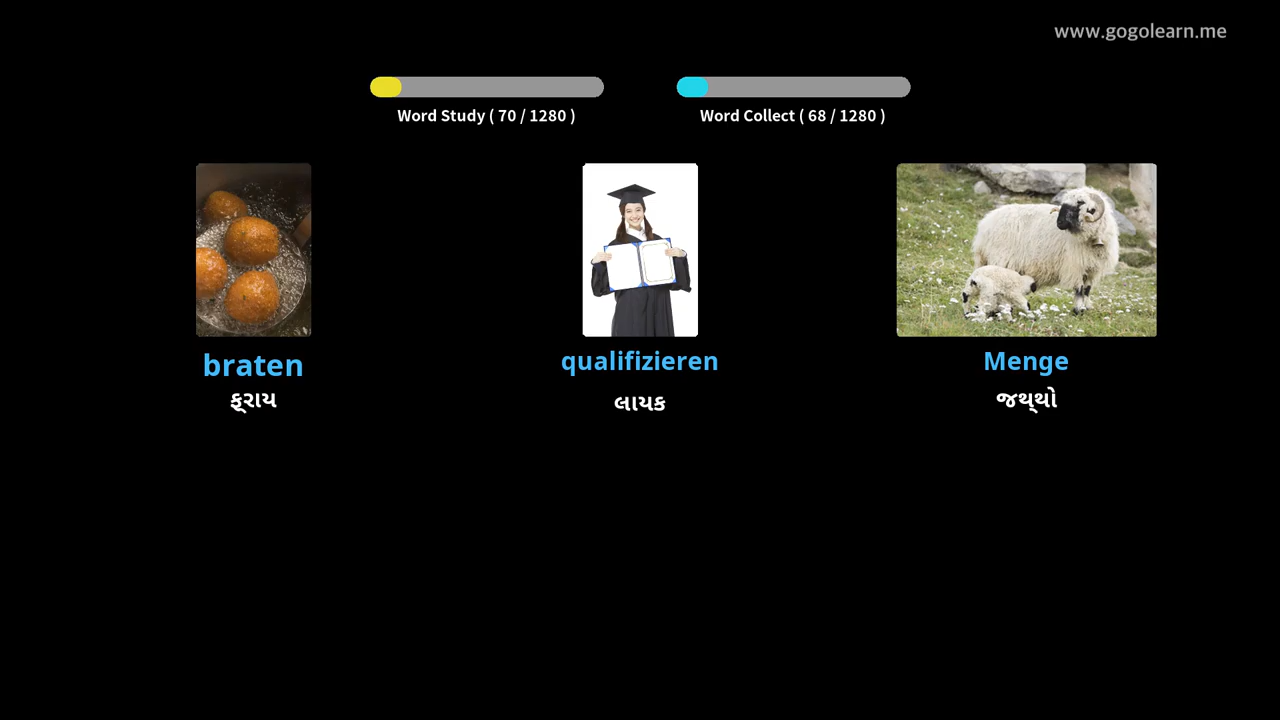 www.gogolearn.me
Word Study ( 70 / 1280 )
Word Collect ( 68 / 1280 )
braten
qualifizieren
Menge
ફ્રાય
લાયક
જથ્થો